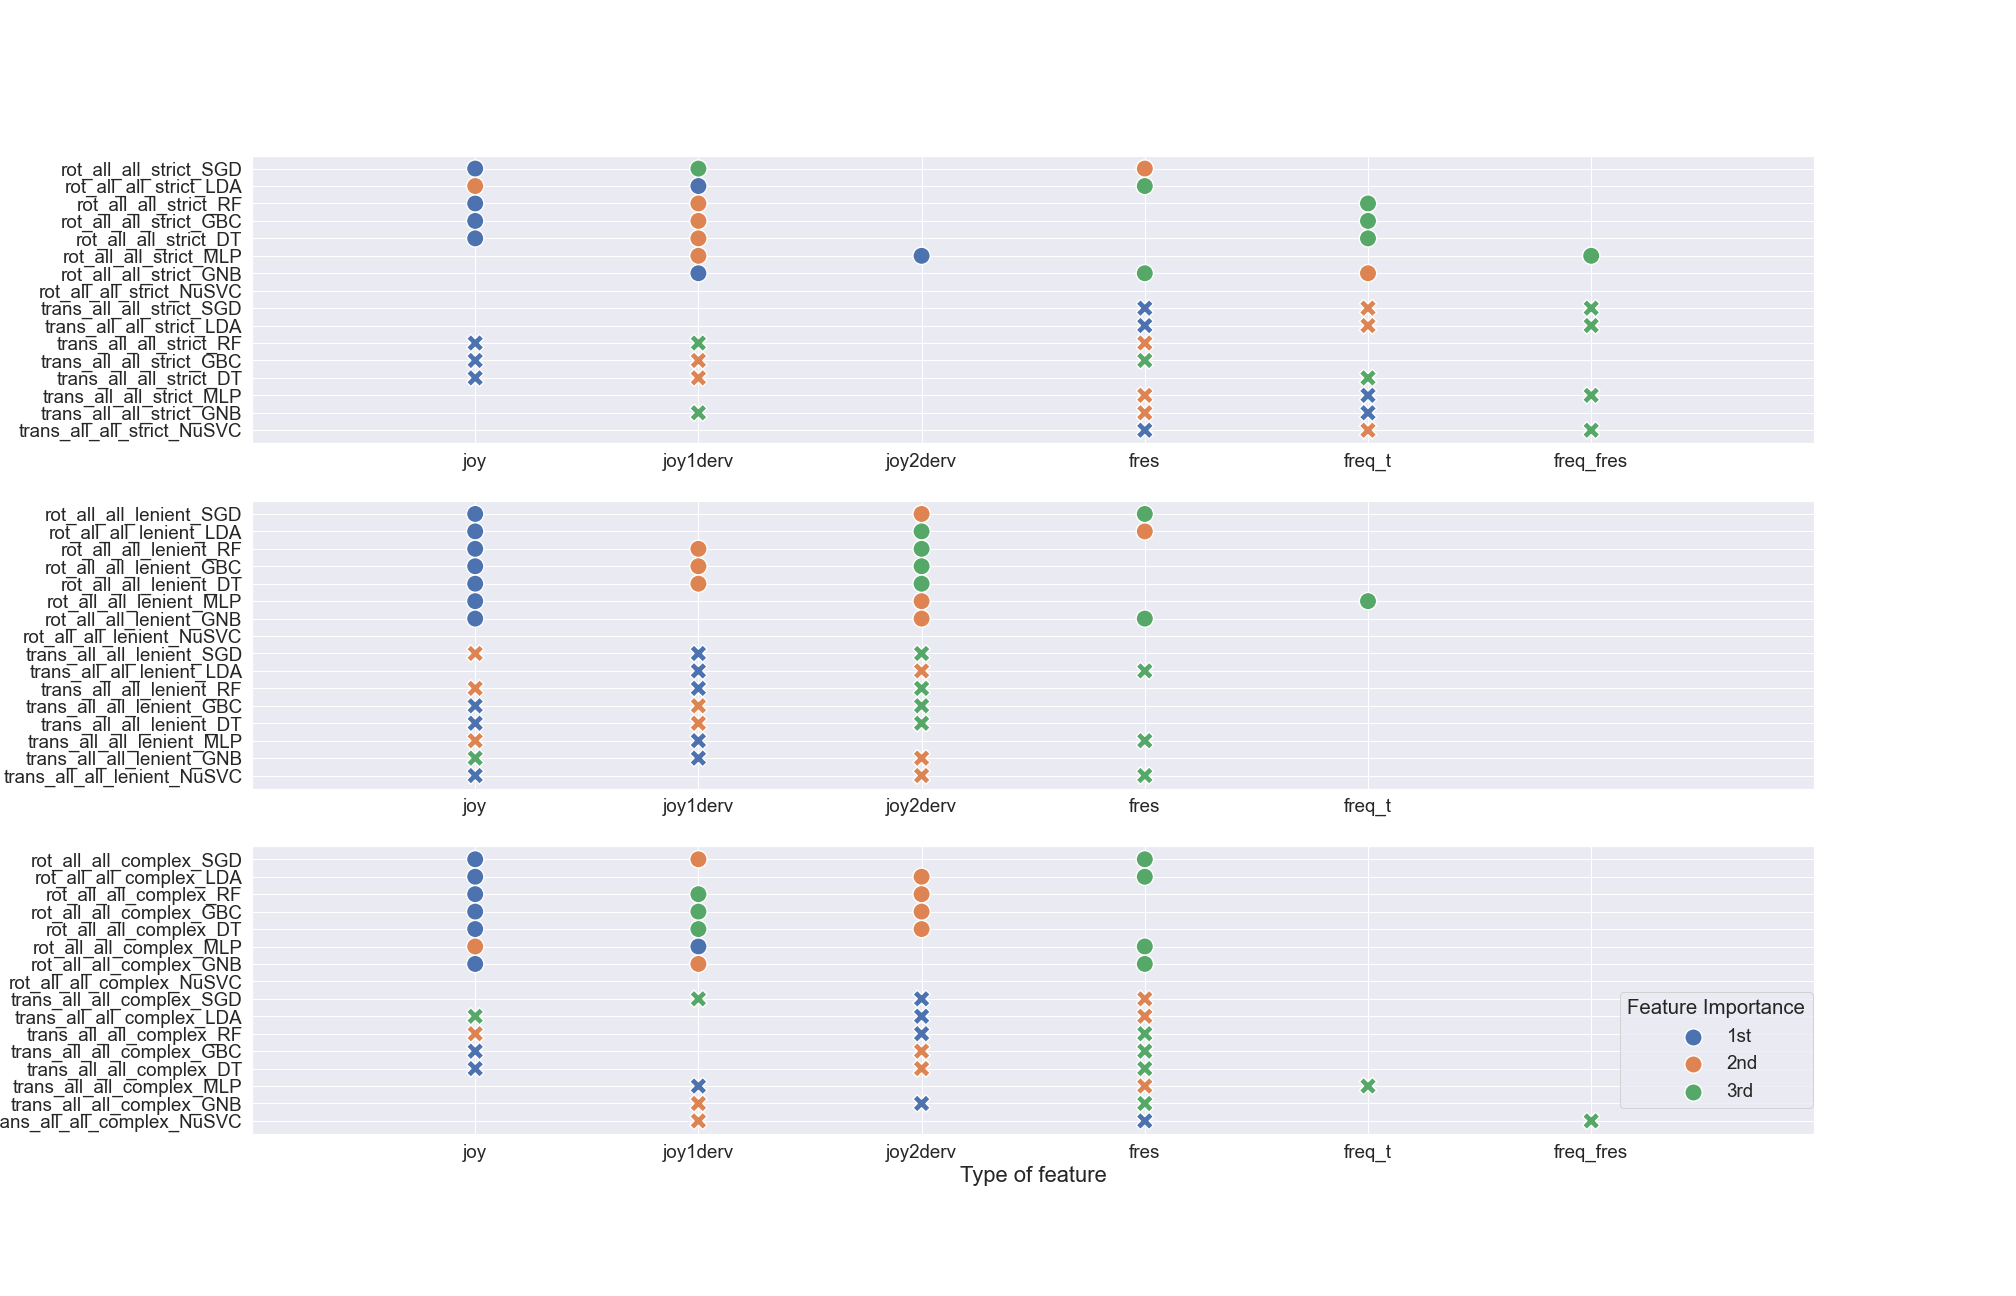 rot_all_all_strict_SGD
rot_all_all_strict_LDA
rot_all_all_strict_RF
rot_all_all_strict_GBC
rot_all_all_strict_DT
rot_all_all_strict_MLP
rot_all_all_strict_GNB
rot_all_all_strict_NuSVC
trans_all_all_strict_SGD
trans_all_all_strict_LDA
trans_all_all_strict_RF
trans_all_all_strict_GBC
trans_all_all_strict_DT
trans_all_all_strict_MLP
trans_all_all_strict_GNB
trans_all_all_strict_NuSVC
joy joy1derv joy2derv fres freq_t freq_fres
rot_all_all_lenient_SGD
rot_all_all_lenient_LDA
rot_all_all_lenient_RF
rot_all_all_lenient_GBC
rot_all_all_lenient_DT
rot_all_all_lenient_MLP
rot_all_all_lenient_GNB
rot_all_all_lenient_NuSVC
trans_all_all_lenient_SGD
trans_all_all_lenient_LDA
trans_all_all_lenient_RF
trans_all_all_lenient_GBC
trans_all_all_lenient_DT
trans_all_all_lenient_MLP
trans_all_all_lenient_GNB
trans_all_all_lenient_NuSVC
joy joy1derv joy2derv fres freq_t
rot_all_all_complex_SGD
rot_all_all_complex_LDA
rot_all_all_complex_RF
rot_all_all_complex_GBC
rot_all_all_complex_DT
rot_all_all_complex_MLP
rot_all_all_complex_GNB
rot_all_all_complex_NuSVC
trans_all_all_complex_SGD
trans_all_all_complex_LDA
trans_all_all_complex_RF
trans_all_all_complex_GBC
trans_all_all_complex_DT
trans_all_all_complex_MLP
trans_all_all_complex_GNB
ans_all_all_complex_NuSVC
Feature Importance
1st
2nd
3rd
joy joy1derv joy2derv fres freq_t freq_fres
Type of feature